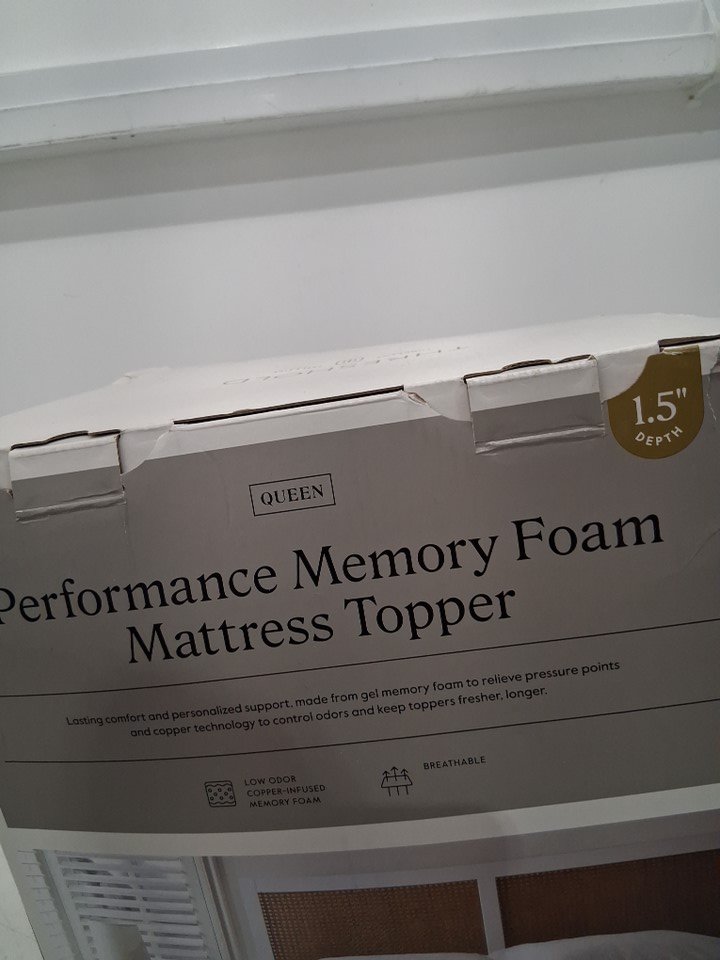 THRESHOLD
1.5"
DEPTH
QUEEN
Performance Memory Foam
Mattress Topper
Lasting comfort and personalized support, made from gel memory foam to relieve pressure points
and copper technology to control odors and keep toppers fresher, longer.
LOW ODOR
COPPER-INFUSED
MEMORY FOAM
BREATHABLE